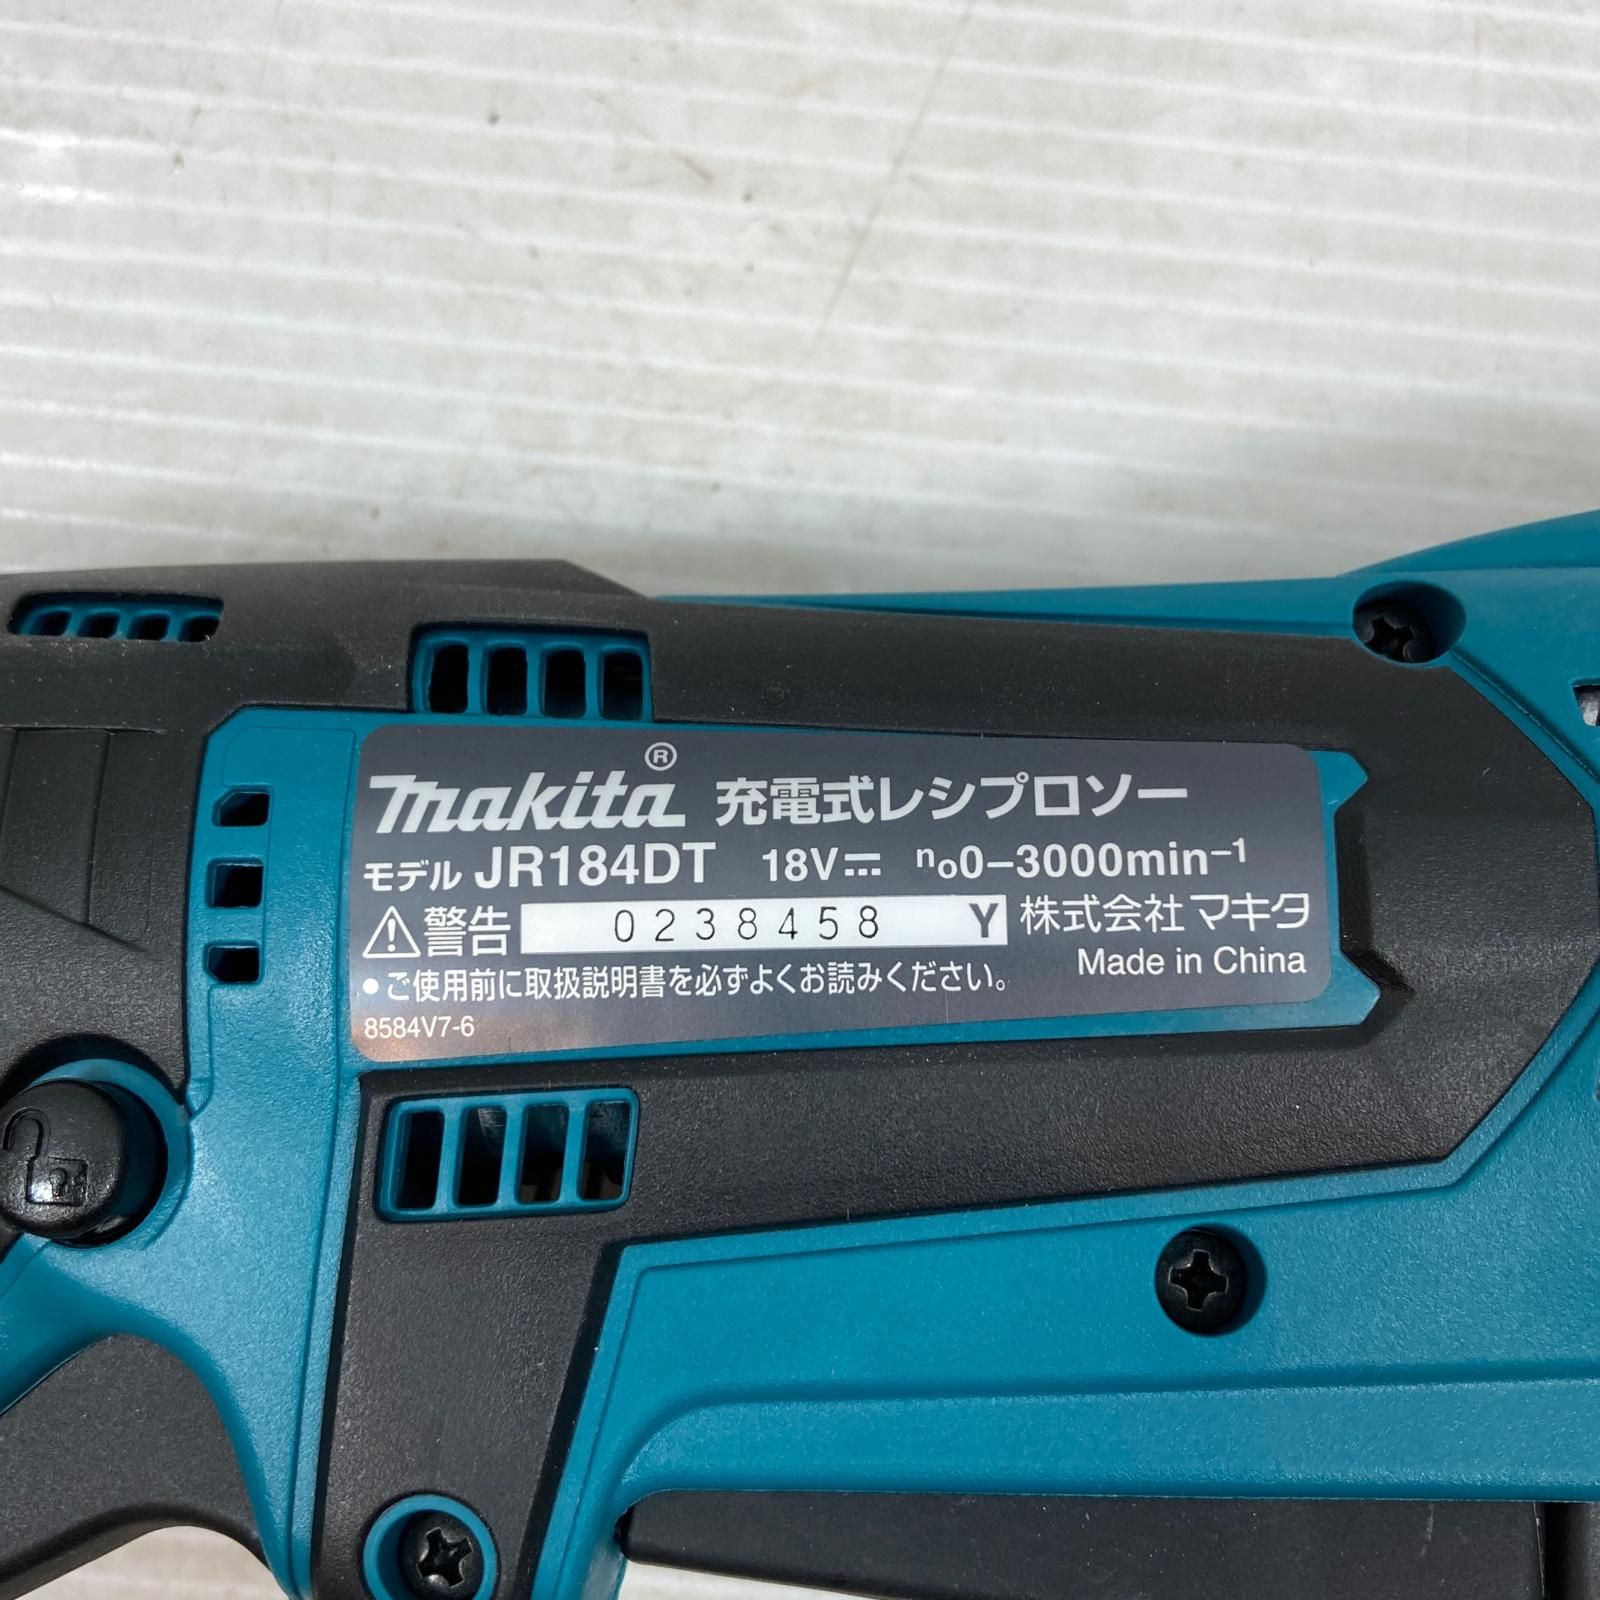 makita® 充電式レシプロソー
モデル JR184DT 18V⎓ n₀0–3000min⁻¹
⚠警告 0238458 Y 株式会社 マキタ
●ご使用前に取扱説明書を必ずよくお読みください。 Made in China
8584V7-6